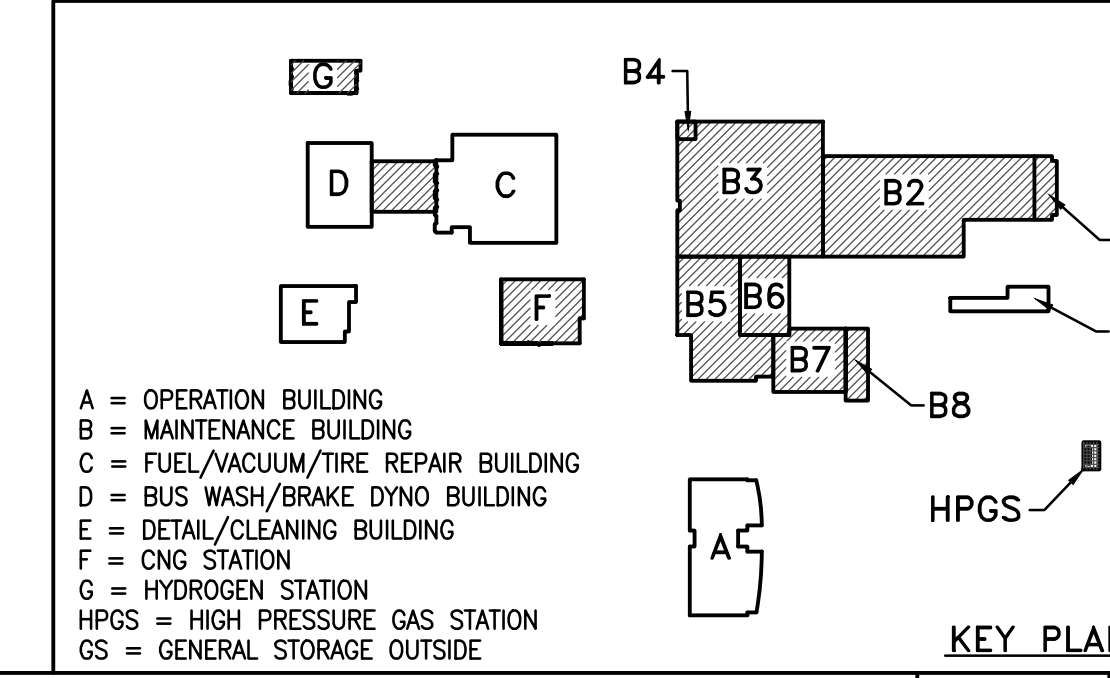 G
B4
D
C
B3
B2
E
F
B5
B6
B7
B8
A = OPERATION BUILDING
B = MAINTENANCE BUILDING
C = FUEL/VACUUM/TIRE REPAIR BUILDING
D = BUS WASH/BRAKE DYNO BUILDING
E = DETAIL/CLEANING BUILDING
F = CNG STATION
G = HYDROGEN STATION
HPGS = HIGH PRESSURE GAS STATION
GS = GENERAL STORAGE OUTSIDE
A
HPGS
KEY